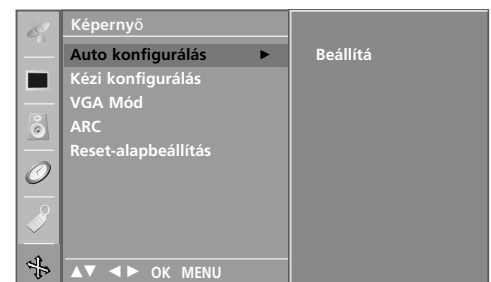 Képernyő
Auto konfigurálás ► Beállítá
Kézi konfigurálás
VGA Mód
ARC
Reset-alapbeállítás
▲▼ ◄► OK MENU